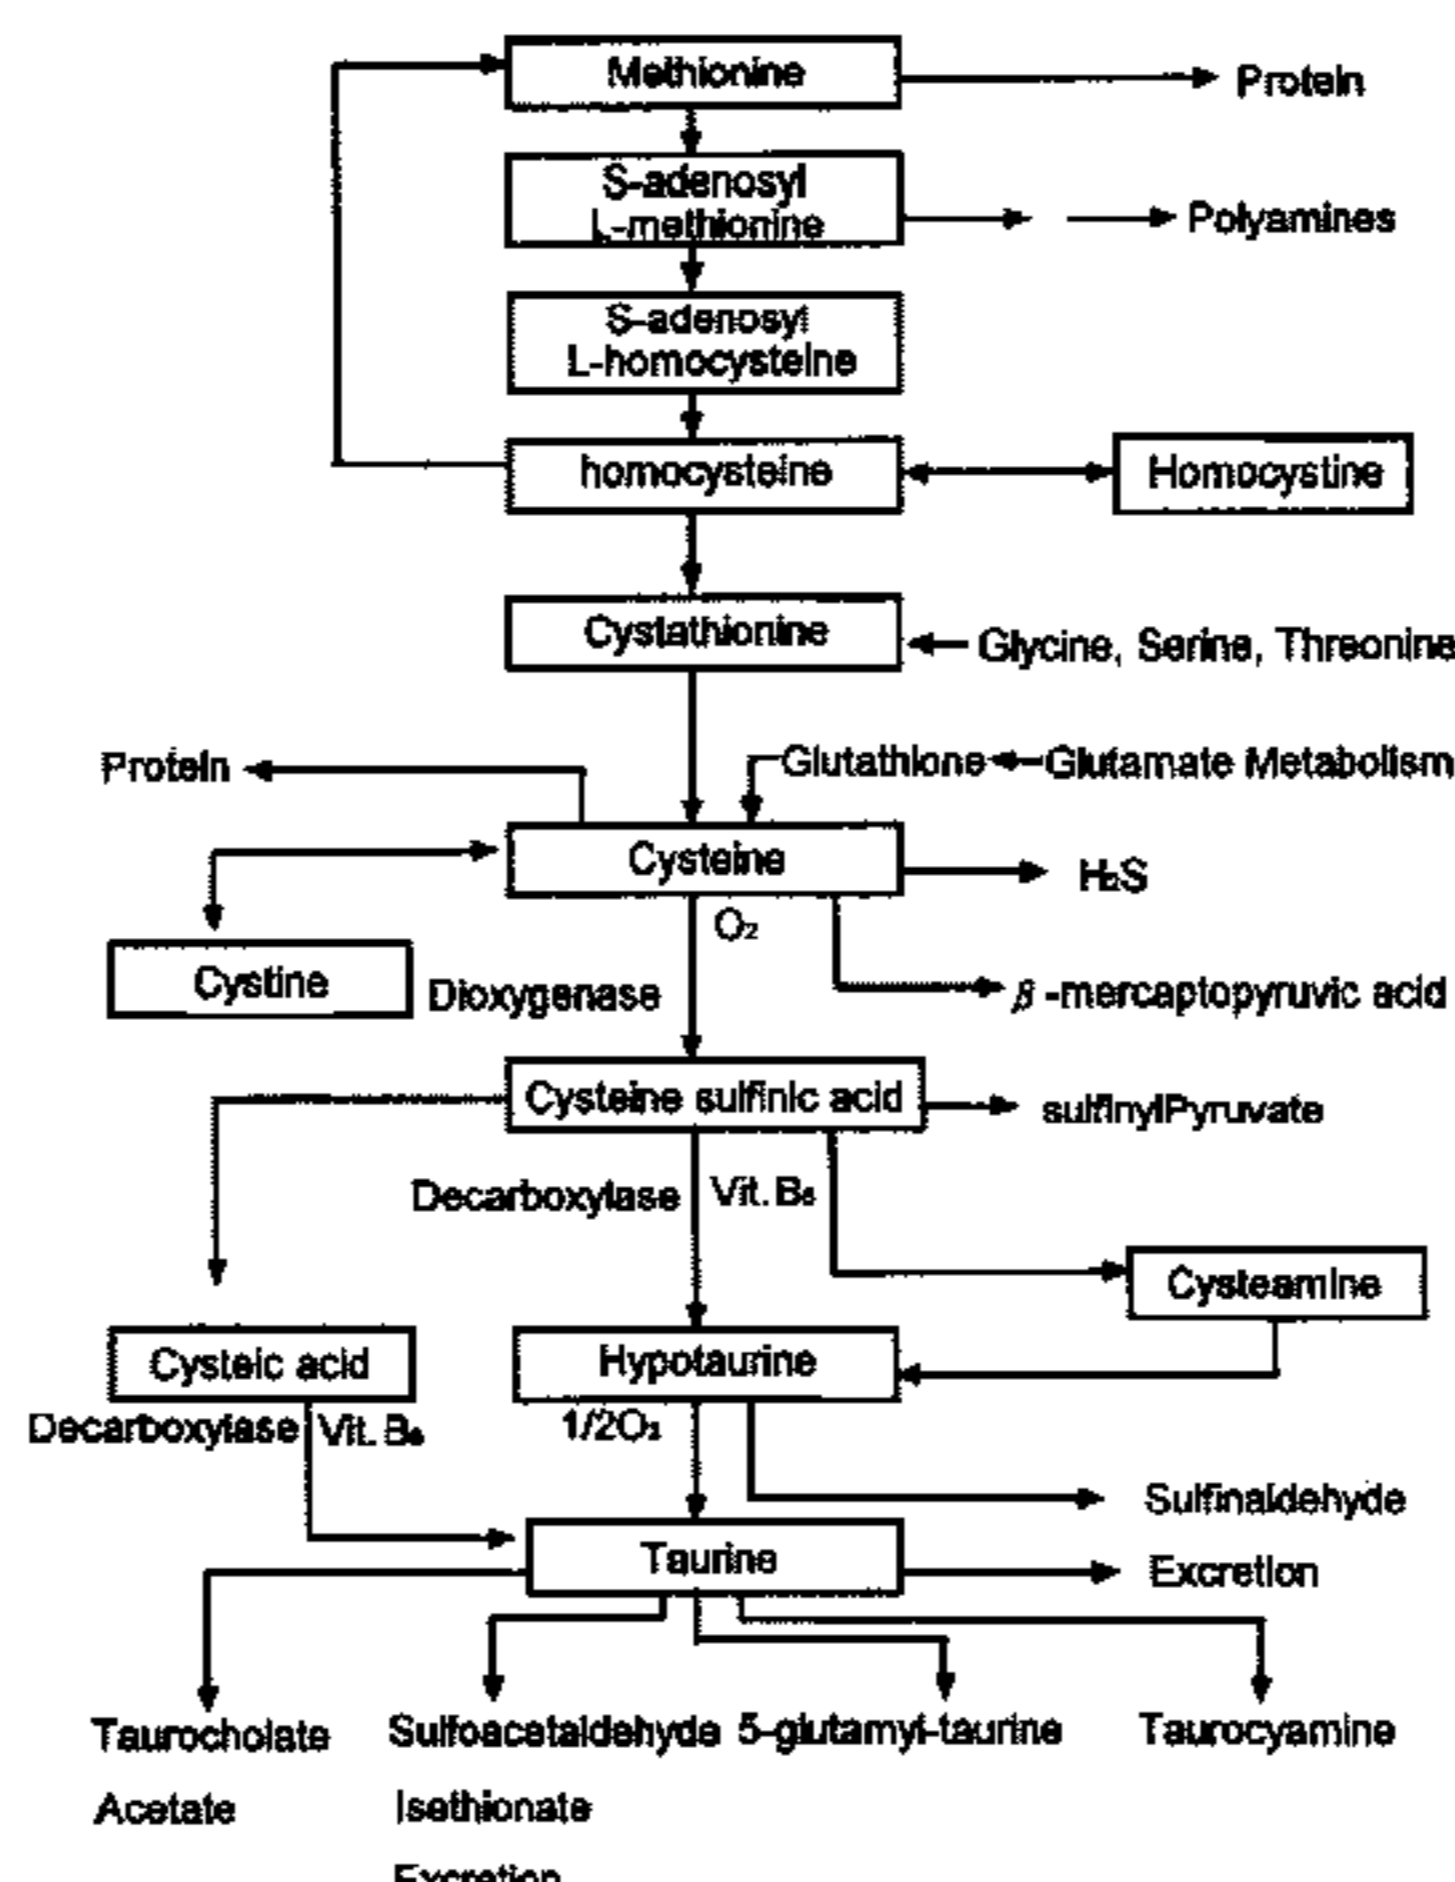 Methionine
Protein
S-adenosyl
L-methionine
Polyamines
S-adenosyl
L-homocysteine
homocysteine
Homocystine
Cystathionine
Glycine, Serine, Threonine
Protein
Glutathione
Glutamate Metabolism
Cysteine
H₂S
O₂
Cystine
Dioxygenase
β-mercaptopyruvic acid
Cysteine sulfinic acid
sulfinylPyruvate
Decarboxylase
Vit. B₆
Cysteamine
Cysteic acid
Hypotaurine
Decarboxylase
Vit. B₆
1/2O₂
Sulfinaldehyde
Taurine
Excretion
Taurocholate
Sulfoacetaldehyde
5-glutamyl-taurine
Taurocyamine
Acetate
Isethionate
Excretion